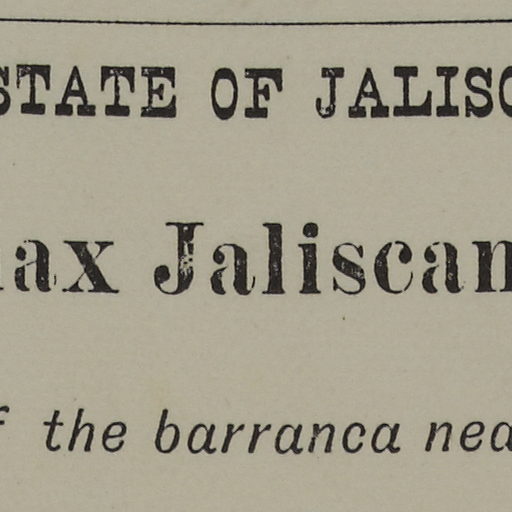 STATE OF JALISC
ax Jaliscan
the barranca nea